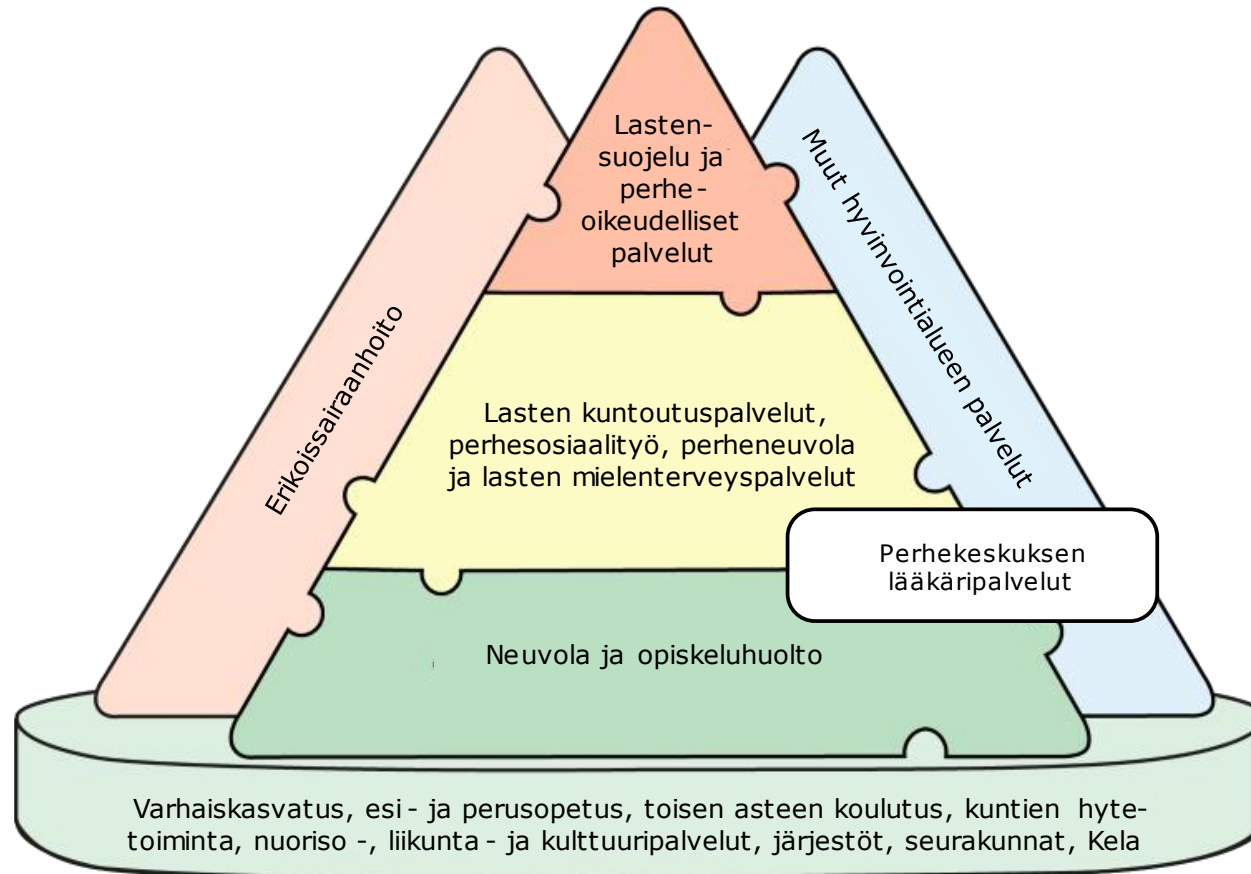 Lasten-
suojelu ja
perhe-
oikeudelliset
palvelut
Erikoissairaanhoito
Muut hyvinvointialueen palvelut
Lasten kuntoutuspalvelut,
perhesosiaalityö, perheneuvola
ja lasten mielenterveyspalvelut
Perhekeskuksen
lääkäripalvelut
Neuvola ja opiskeluhuolto
Varhaiskasvatus, esi- ja perusopetus, toisen asteen koulutus, kuntien hyte-
toiminta, nuoriso -, liikunta - ja kulttuuripalvelut, järjestöt, seurakunnat, Kela